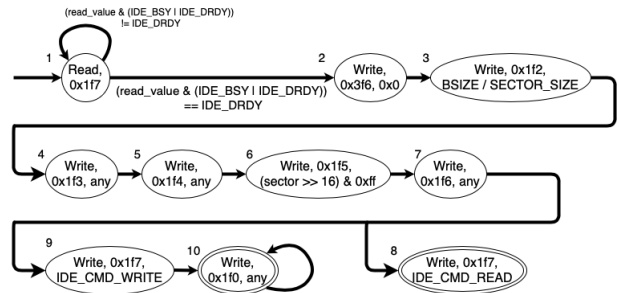 (read_value & (IDE_BSY | IDE_DRDY))
!= IDE_DRDY
1
Read,
0x1f7
(read_value & (IDE_BSY | IDE_DRDY))
== IDE_DRDY
2
Write,
0x3f6, 0x0
3
Write, 0x1f2,
BSIZE / SECTOR_SIZE
4
Write,
0x1f3, any
5
Write,
0x1f4, any
6
Write, 0x1f5,
(sector >> 16) & 0xff
7
Write,
0x1f6, any
9
Write, 0x1f7,
IDE_CMD_WRITE
10
Write,
0x1f0, any
8
Write, 0x1f7,
IDE_CMD_READ